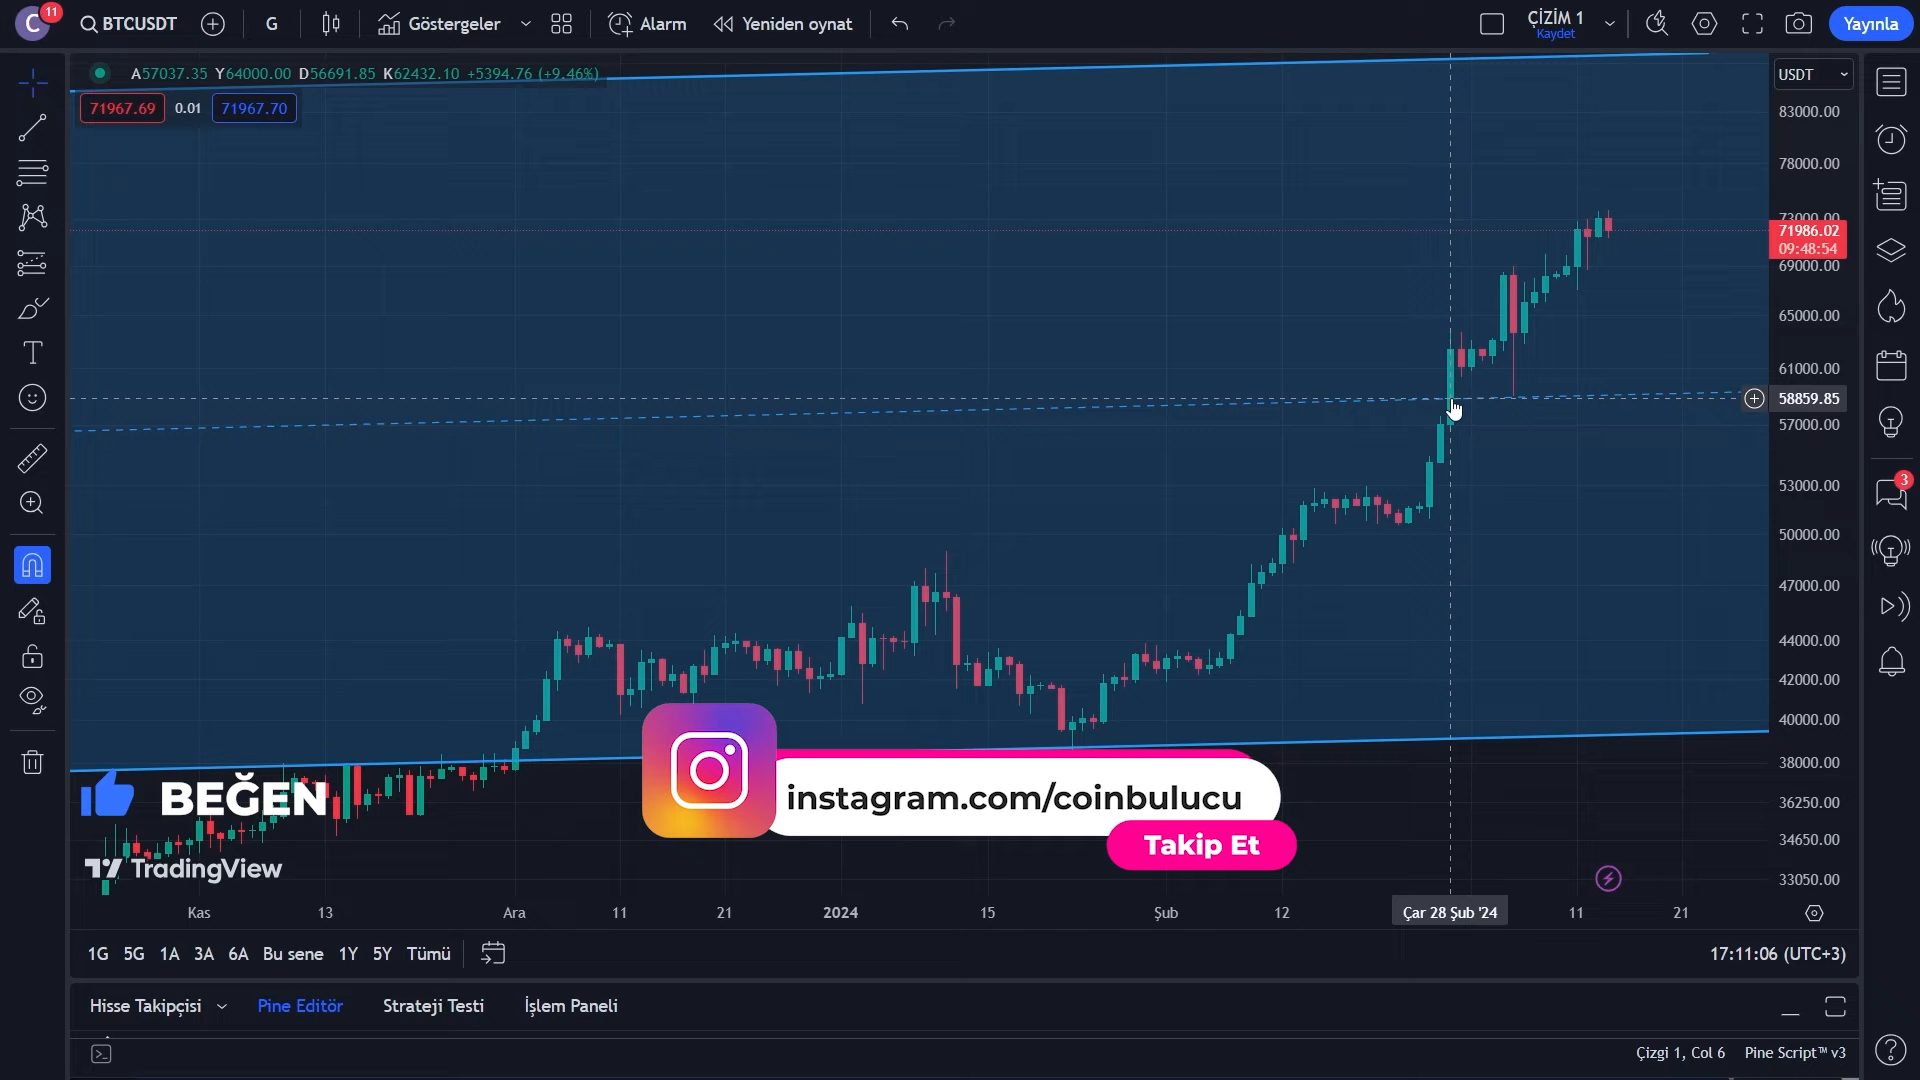 C
11
BTCUSDT
G
Göstergeler
Alarm
Yeniden oynat
ÇİZİM 1
Kaydet
Yayınla
A57037.35 Y64000.00 D56691.85 K62432.10 +5394.76 (+9.46%)
71967.69
0.01
71967.70
USDT
83000.00
78000.00
73000.00
71986.02
09:48:54
69000.00
65000.00
61000.00
58859.85
57000.00
53000.00
50000.00
47000.00
44000.00
42000.00
40000.00
38000.00
36250.00
34650.00
33050.00
3
BEĞEN
instagram.com/coinbulucu
Takip Et
TradingView
Kas
13
Ara
11
21
2024
15
Şub
12
Çar 28 Şub '24
11
21
1G
5G
1A
3A
6A
Bu sene
1Y
5Y
Tümü
17:11:06 (UTC+3)
Hisse Takipçisi
Pine Editör
Strateji Testi
İşlem Paneli
Çizgi 1, Col 6
Pine Script™ v3